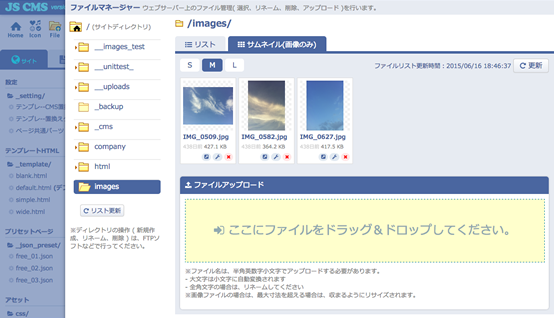 JS CMS
ファイルマネージャー ウェブサーバー上のファイル管理( 選択、リネーム、削除、アップロード )を行います。
Home Icon File
サイト
設定
_setting/
テンプレーCMS環
テンプレー置換え
ページ共通パーツ
テンプレートHTML
_template/
blank.html
default.html (デ
simple.html
wide.html
プリセットページ
_json_preset/
free_01.json
free_02.json
free_03.json
アセット
css/
/ (サイトディレクトリ)
__images_test
__unittest_
__uploads
_backup
_cms
company
html
images
リスト更新
※ディレクトリの操作 ( 新規作
成、リネーム、削除 ) は、FTPソ
フトなどで行ってください。
/images/
リスト
サムネイル(画像のみ)
S M L
ファイルリスト更新時間 : 2015/06/16 18:46:37
更新
IMG_0509.jpg
427.1 KB
IMG_0582.jpg
364.2 KB
IMG_0627.jpg
417.5 KB
ファイルアップロード
ここにファイルをドラッグ＆ドロップしてください。
※ファイル名は、半角英数字小文字でアップロードする必要があります。
- 大文字は小文字に自動変換されます
- 全角文字の場合は、リネームしてください
※画像ファイルの場合は、最大寸法を超える場合は、収まるようにリサイズされます。